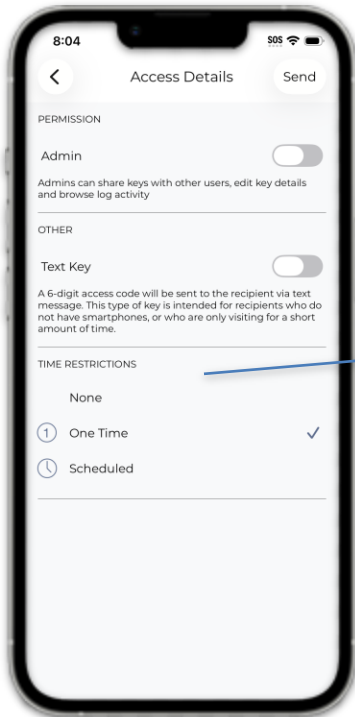 8:04
SOS
Access Details
Send
PERMISSION
Admin
Admins can share keys with other users, edit key details
and browse log activity
OTHER
Text Key
A 6-digit access code will be sent to the recipient via text
message. This type of key is intended for recipients who do
not have smartphones, or who are only visiting for a short
amount of time.
TIME RESTRICTIONS
None
1 One Time
Scheduled